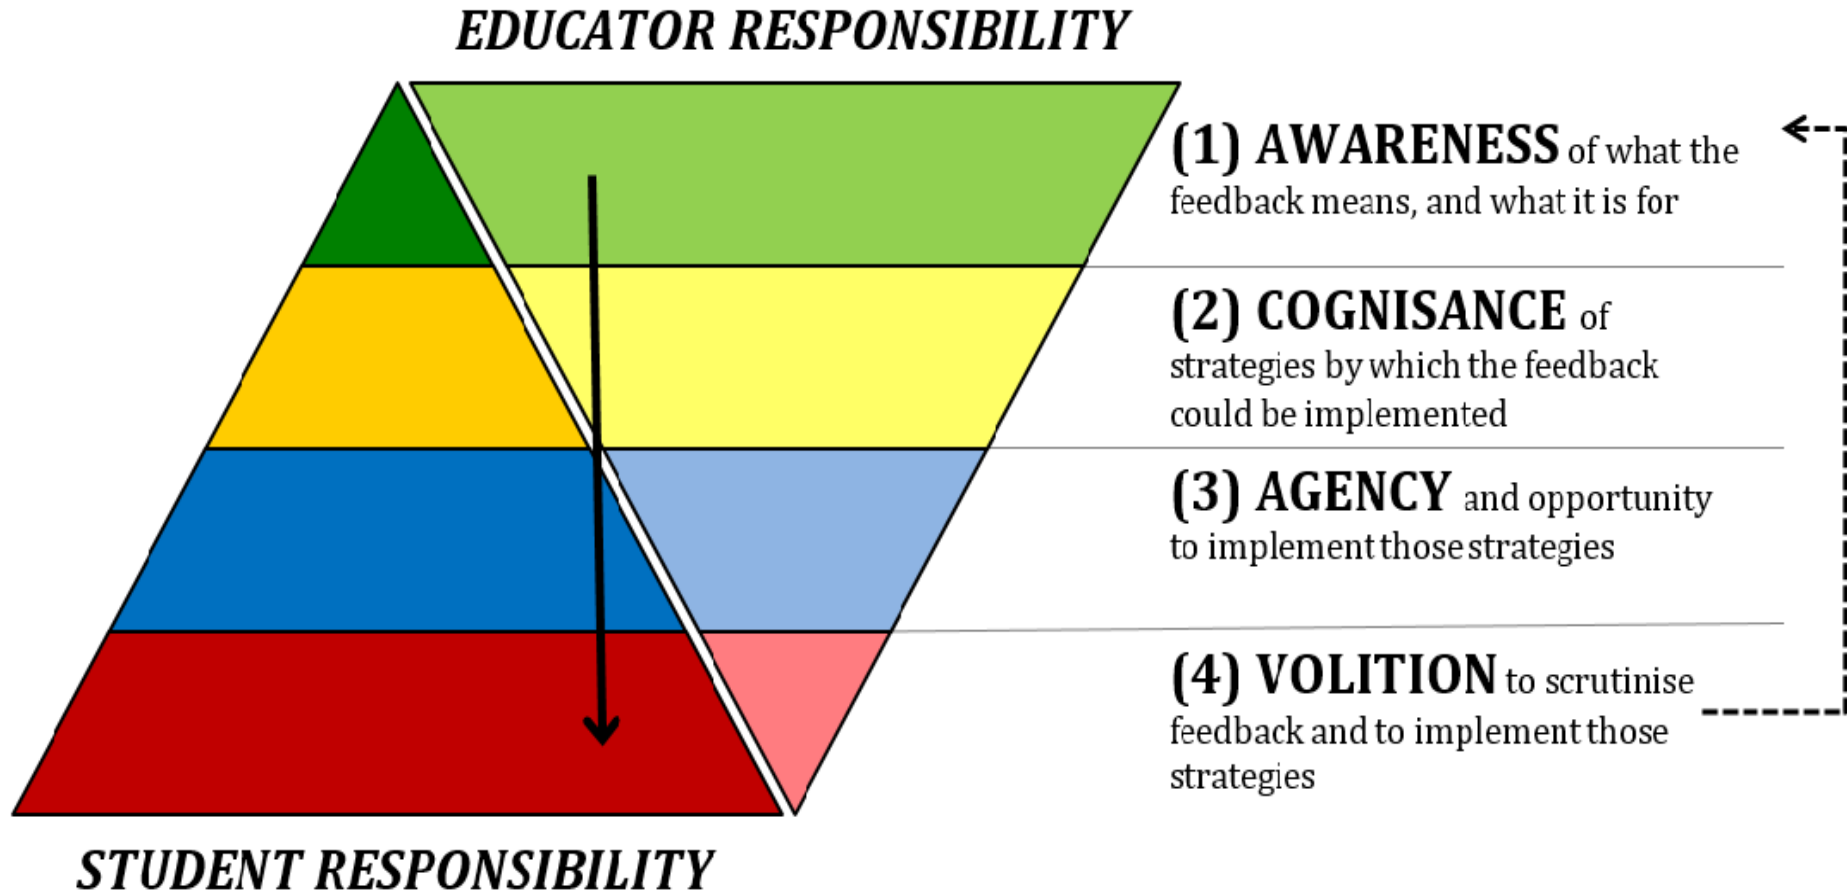 EDUCATOR RESPONSIBILITY
(1) AWARENESS of what the
feedback means, and what it is for
(2) COGNISANCE of
strategies by which the feedback
could be implemented
(3) AGENCY and opportunity
to implement those strategies
(4) VOLITION to scrutinise
feedback and to implement those
strategies
STUDENT RESPONSIBILITY